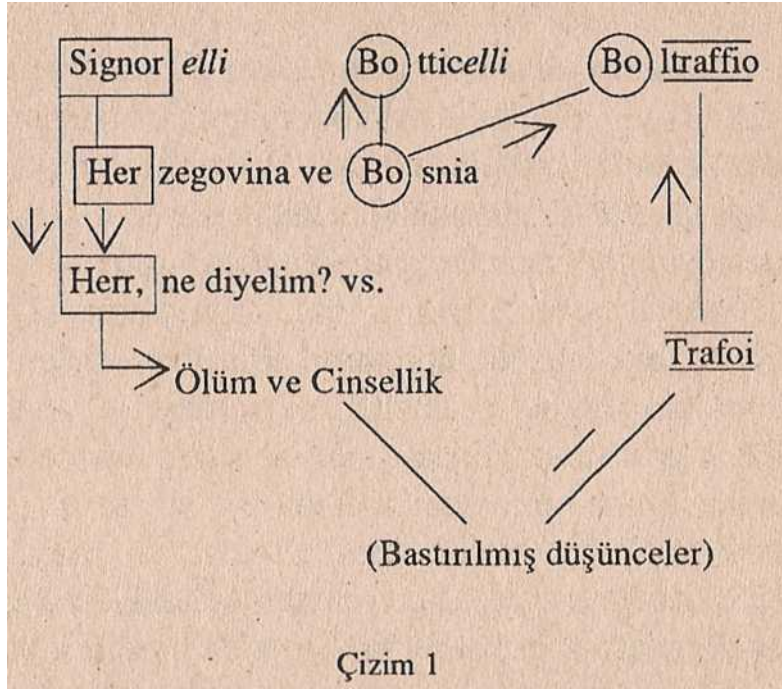 Signor elli Bo tticelli Bo ltraffio
Her zegovina ve Bo snia
Herr, ne diyelim? vs.
Trafoi
Ölüm ve Cinsellik
(Bastırılmış düşünceler)
Çizim 1